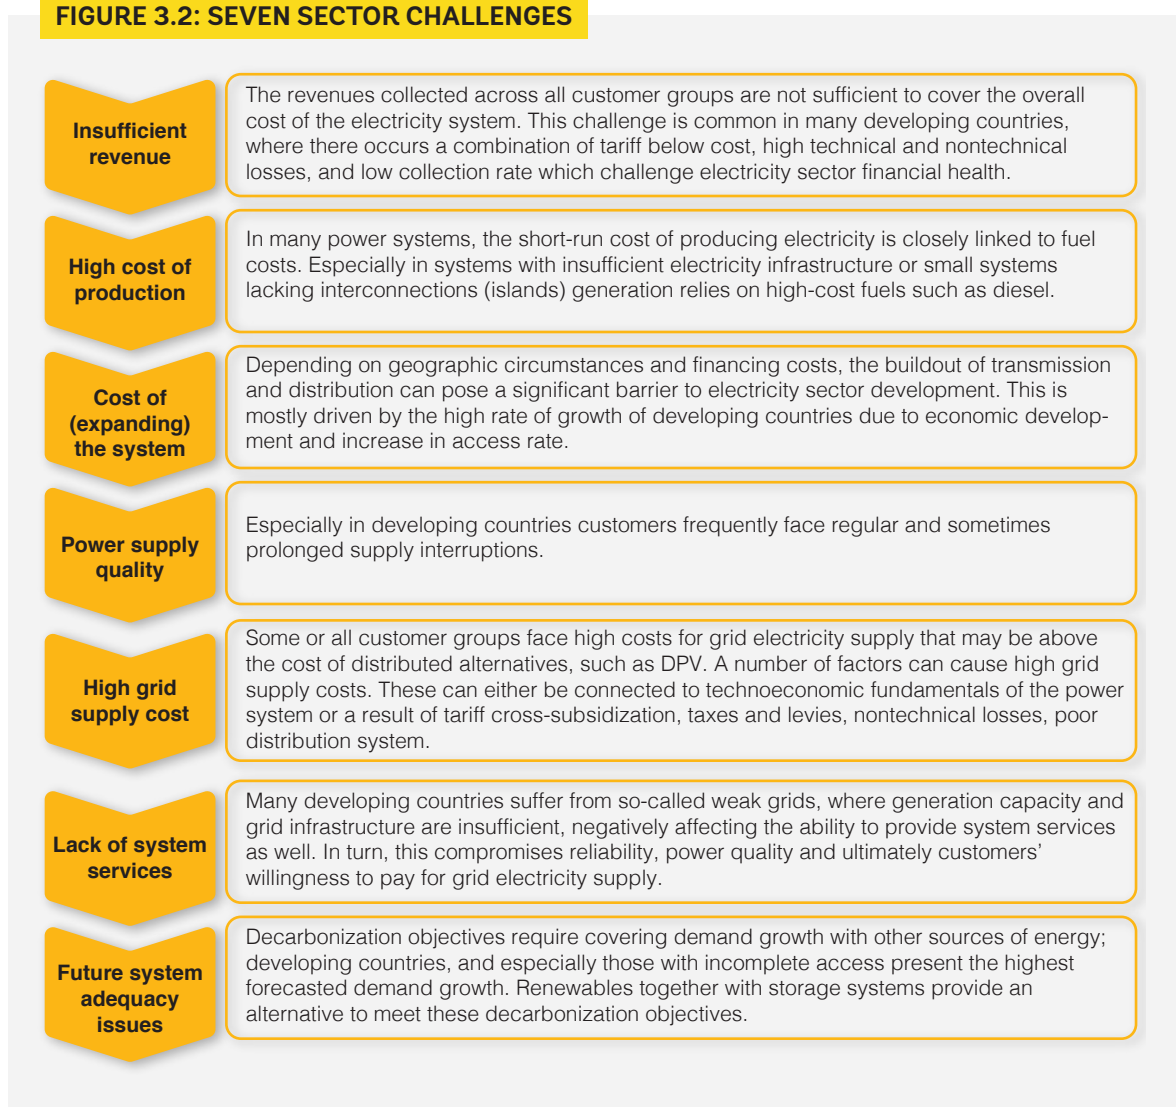 FIGURE 3.2: SEVEN SECTOR CHALLENGES
Insufficient
revenue
The revenues collected across all customer groups are not sufficient to cover the overall
cost of the electricity system. This challenge is common in many developing countries,
where there occurs a combination of tariff below cost, high technical and nontechnical
losses, and low collection rate which challenge electricity sector financial health.
High cost of
production
In many power systems, the short-run cost of producing electricity is closely linked to fuel
costs. Especially in systems with insufficient electricity infrastructure or small systems
lacking interconnections (islands) generation relies on high-cost fuels such as diesel.
Cost of
(expanding)
the system
Depending on geographic circumstances and financing costs, the buildout of transmission
and distribution can pose a significant barrier to electricity sector development. This is
mostly driven by the high rate of growth of developing countries due to economic develop-
ment and increase in access rate.
Power supply
quality
Especially in developing countries customers frequently face regular and sometimes
prolonged supply interruptions.
High grid
supply cost
Some or all customer groups face high costs for grid electricity supply that may be above
the cost of distributed alternatives, such as DPV. A number of factors can cause high grid
supply costs. These can either be connected to technoeconomic fundamentals of the power
system or a result of tariff cross-subsidization, taxes and levies, nontechnical losses, poor
distribution system.
Lack of system
services
Many developing countries suffer from so-called weak grids, where generation capacity and
grid infrastructure are insufficient, negatively affecting the ability to provide system services
as well. In turn, this compromises reliability, power quality and ultimately customers’
willingness to pay for grid electricity supply.
Future system
adequacy
issues
Decarbonization objectives require covering demand growth with other sources of energy;
developing countries, and especially those with incomplete access present the highest
forecasted demand growth. Renewables together with storage systems provide an
alternative to meet these decarbonization objectives.